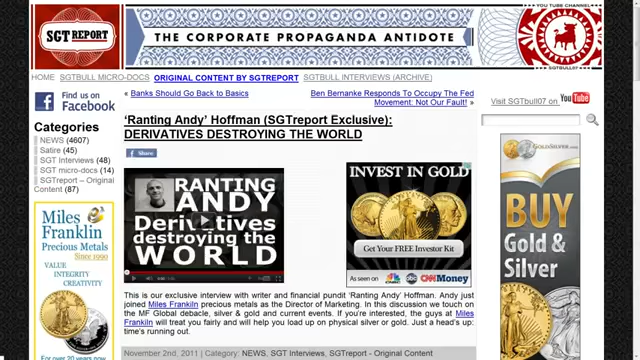 SGT REPORT
THE CORPORATE PROPAGANDA ANTIDOTE
YOU TUBE CHANNEL
SGTBULL07
HOME SGTBULL MICRO-DOCS ORIGINAL CONTENT BY SGTREPORT SGTBULL INTERVIEWS (ARCHIVE)
Find us on
Facebook
Categories
NEWS (4607)
Satire (45)
SGT Interviews (48)
SGT micro-docs (14)
SGTreport – Original
Content (87)
Miles
Franklin
Precious Metals
Since 1990
VALUE
INTEGRITY
CREATIVITY
For over 20 years now
« Banks Should Go Back to Basics
Ben Bernanke Responds To Occupy The Fed
Movement: Not Our Fault! »
‘Ranting Andy’ Hoffman (SGTreport Exclusive):
DERIVATIVES DESTROYING THE WORLD
Share
RANTING
ANDY
Derivatives
destroying the
WORLD
INVEST IN GOLD
Get Your FREE Investor Kit
As seen on: CNBC abc CNNMoney
This is our exclusive interview with writer and financial pundit ‘Ranting Andy’ Hoffman. Andy just
joined Miles Franklin precious metals as the Director of Marketing. In this discussion we touch on
the MF Global debacle, silver & gold and current events. If you’re interested, the guys at Miles
Franklin will treat you fairly and will help you load up on physical silver or gold. Just a head’s up:
time’s running out.
November 2nd, 2011 | Category: NEWS, SGT Interviews, SGTreport - Original Content
Visit SGTbull07 on YouTube
GOLDSILVER.org
BUY
Gold &
Silver